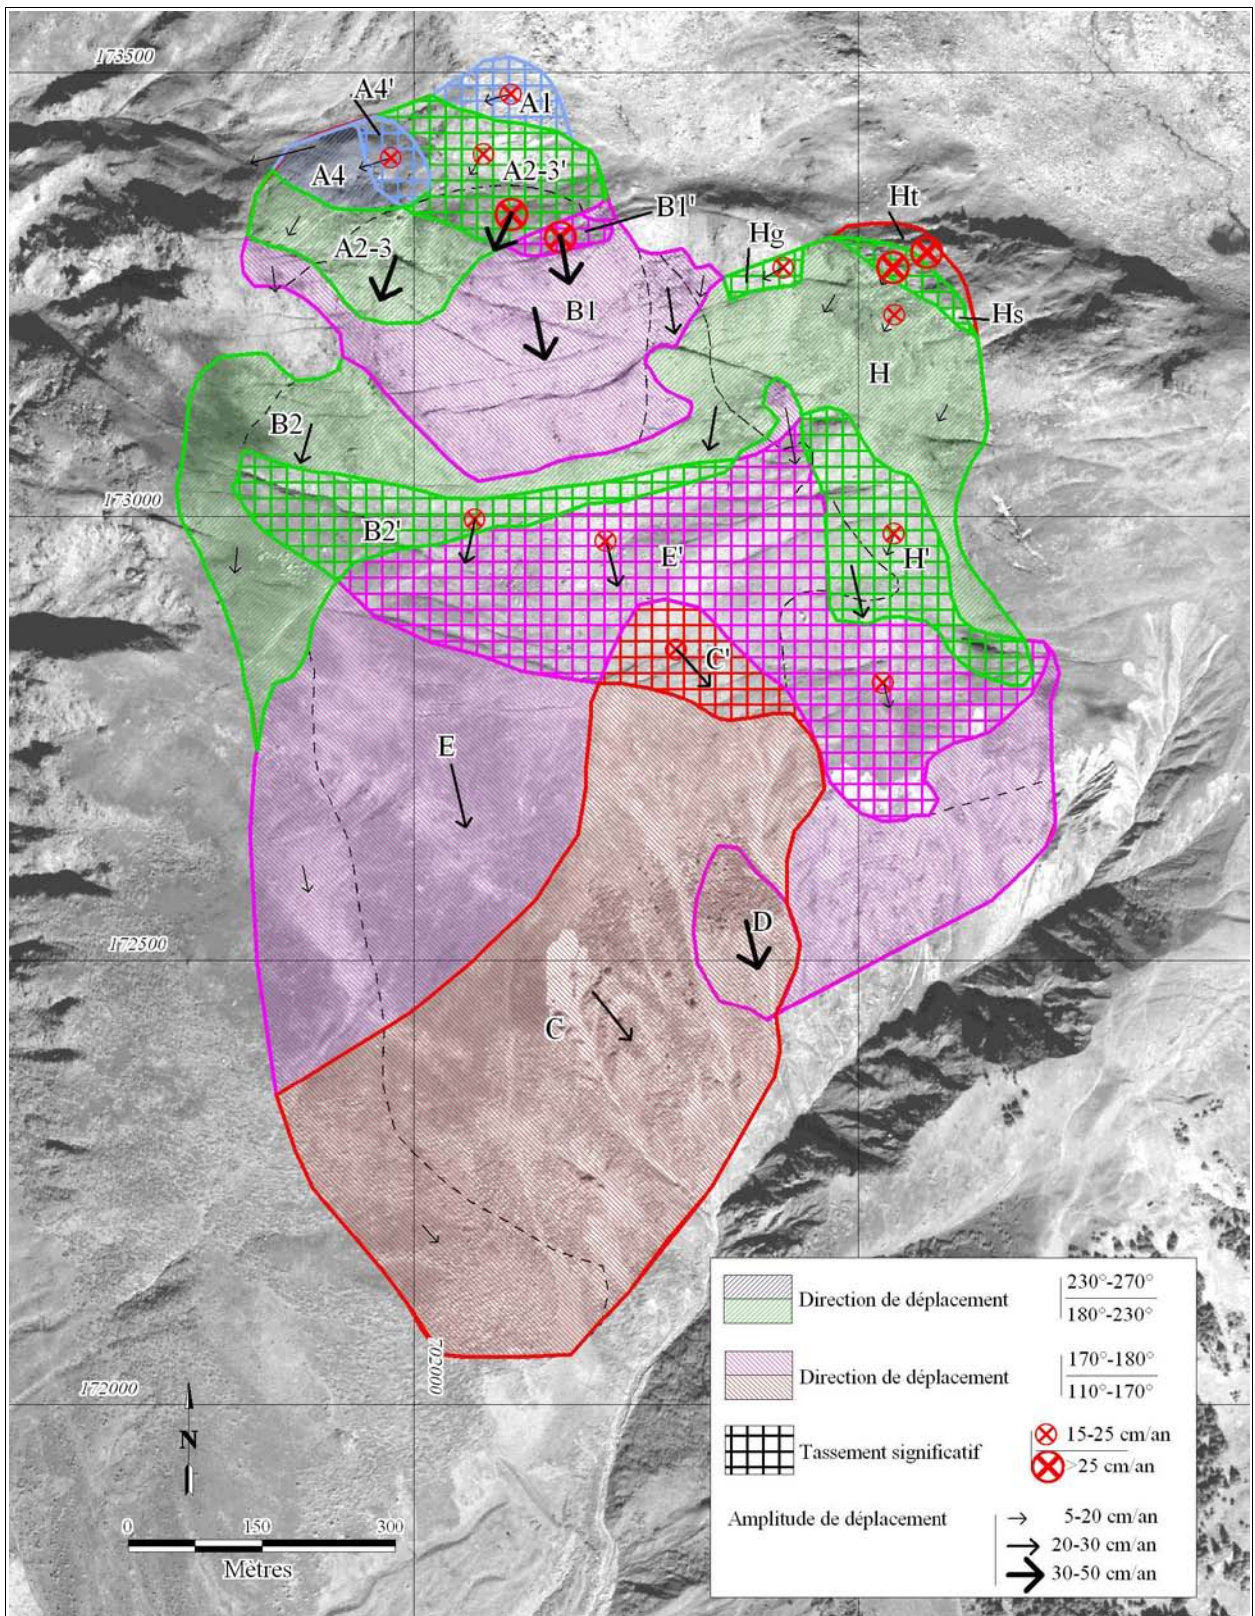 173500
A4'
A1
A4
A2-3'
B1'
Ht
Hg
A2-3
B1
Hs
H
B2
173000
B2'
E'
H'
C'
E
D
172500
C
702000
172000
N
0 150 300
Mètres
Direction de déplacement
230°-270°
180°-230°
Direction de déplacement
170°-180°
110°-170°
Tassement significatif
15-25 cm/an
>25 cm/an
Amplitude de déplacement
5-20 cm/an
20-30 cm/an
30-50 cm/an